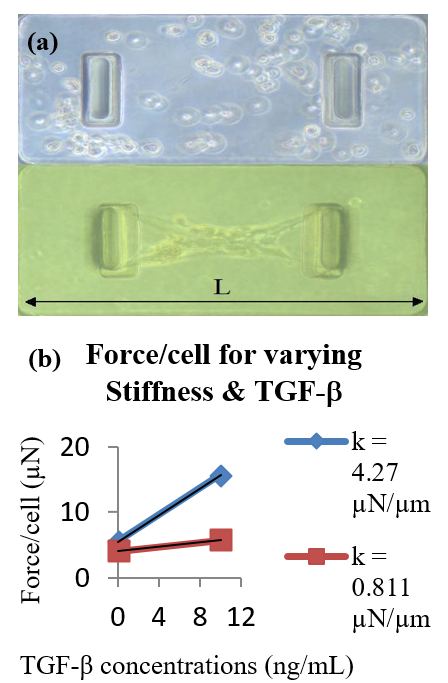 (a)
L
(b) Force/cell for varying
Stiffness & TGF-β
Force/cell (µN)
20
10
0
0 4 8 12
TGF-β concentrations (ng/mL)
k =
4.27
µN/µm
k =
0.811
µN/µm